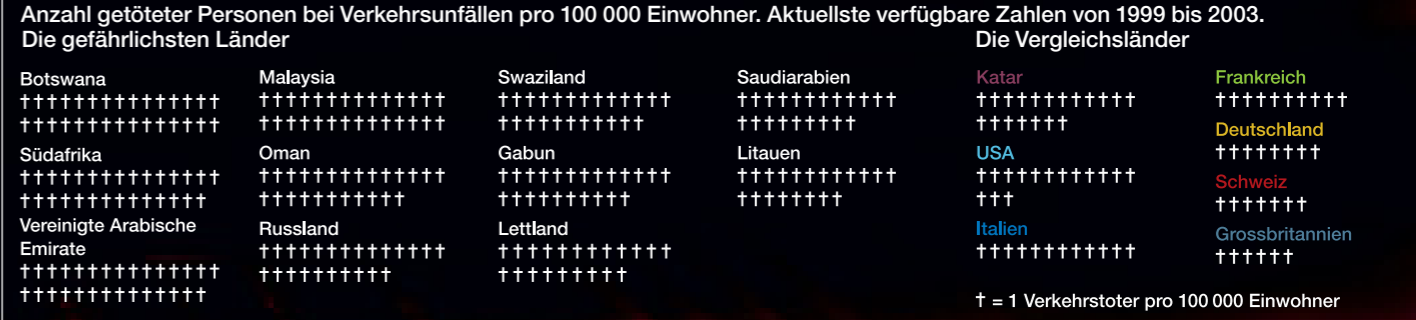 Anzahl getöteter Personen bei Verkehrsunfällen pro 100 000 Einwohner. Aktuellste verfügbare Zahlen von 1999 bis 2003.
Die gefährlichsten Länder
Botswana
†††††††††††††††
†††††††††††††††
Südafrika
†††††††††††††††
††††††††††††††
Vereinigte Arabische
Emirate
†††††††††††††††
††††††††††††††
Malaysia
††††††††††††††
††††††††††††††
Oman
††††††††††††††
†††††††††††
Russland
††††††††††††††
††††††††††
Swaziland
†††††††††††††
†††††††††††
Gabun
†††††††††††††
††††††††††
Lettland
†††††††††††††
††††††††††
Saudiarabien
††††††††††††
†††††††††
Litauen
††††††††††††
††††††††
Die Vergleichsländer
Katar
††††††††††††
†††††††
USA
††††††††††††
†††
Italien
††††††††††††
Frankreich
††††††††††
Deutschland
††††††††
Schweiz
†††††††
Grossbritannien
††††††
† = 1 Verkehrstoter pro 100 000 Einwohner